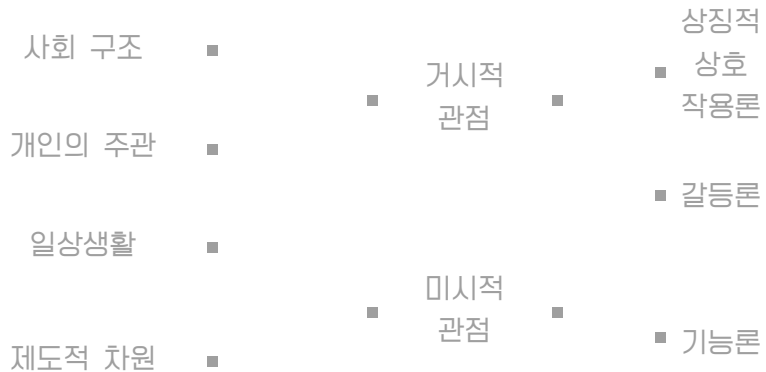 사회 구조
개인의 주관
일상생활
제도적 차원
거시적
관점
미시적
관점
상징적
상호
작용론
갈등론
기능론